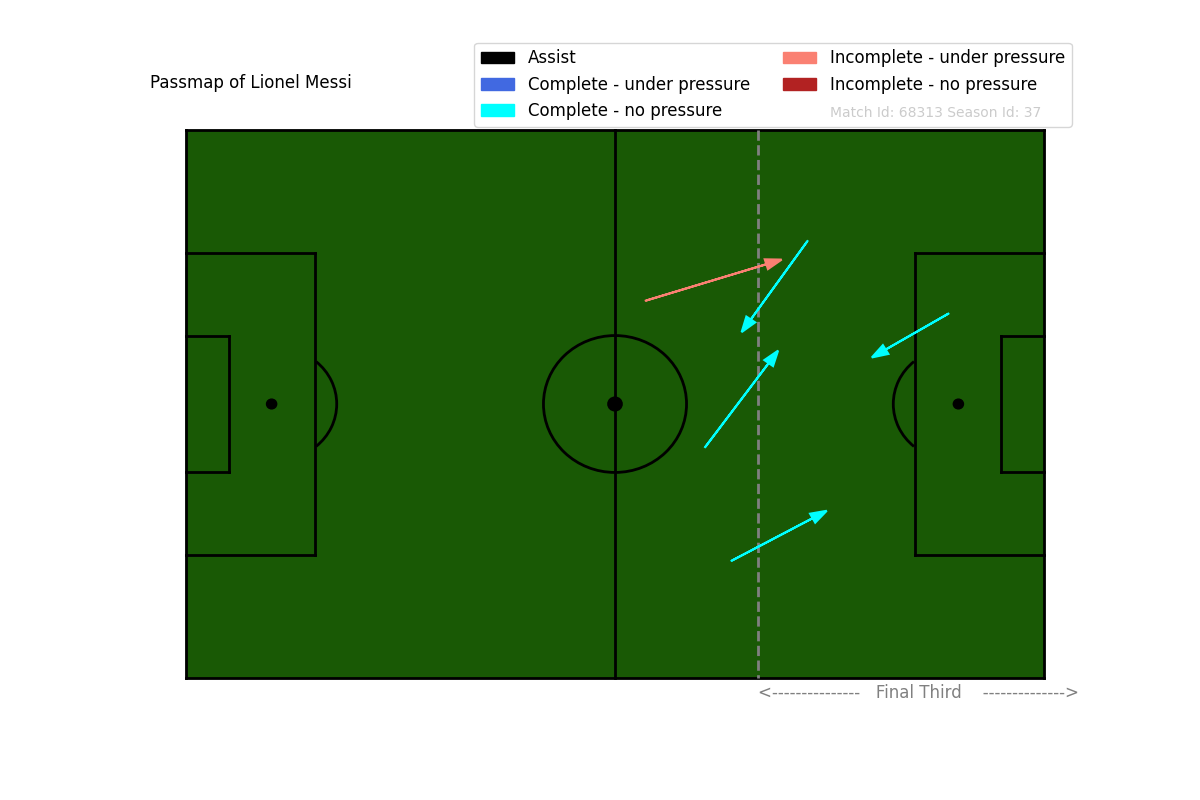 Passmap of Lionel Messi
Assist
Complete - under pressure
Complete - no pressure
Incomplete - under pressure
Incomplete - no pressure
Match Id: 68313 Season Id: 37
<--------------- Final Third -------------->